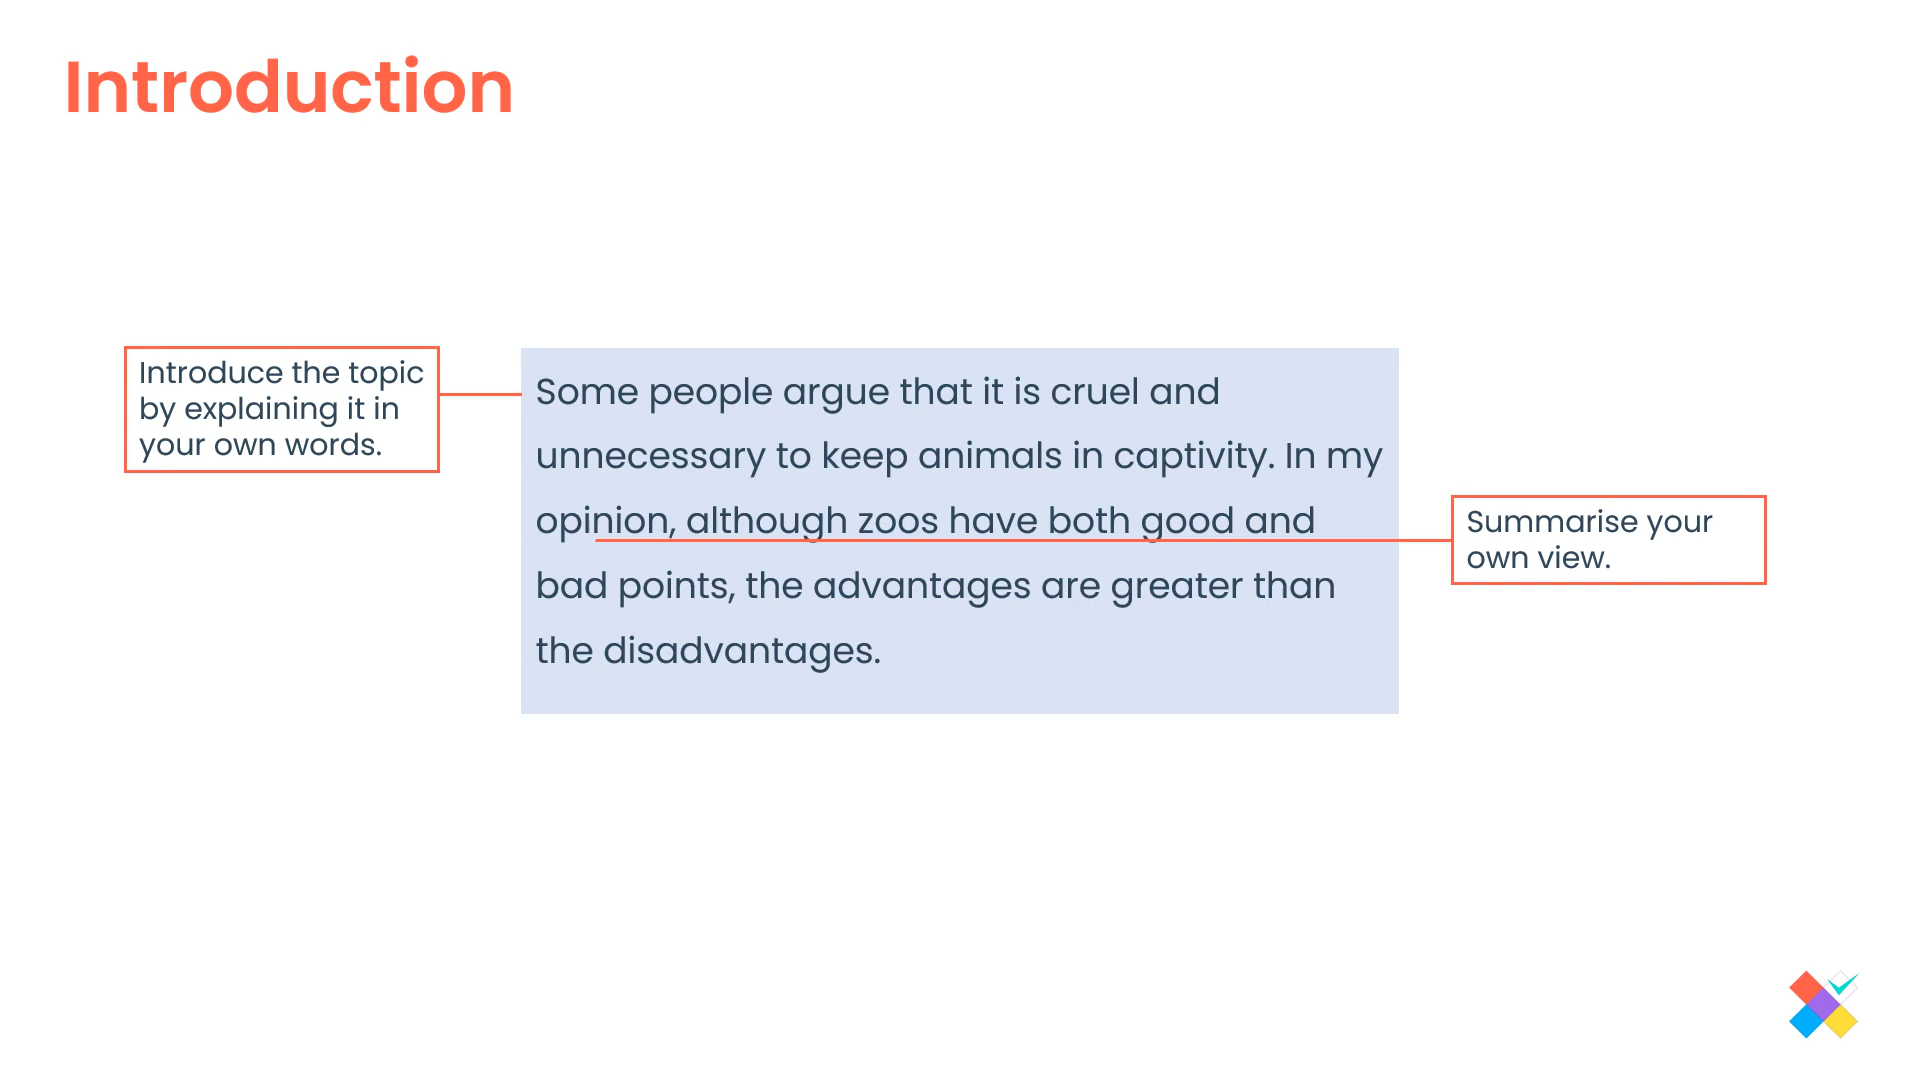 Introduction
Introduce the topic
by explaining it in
your own words.
Some people argue that it is cruel and
unnecessary to keep animals in captivity. In my
opinion, although zoos have both good and
bad points, the advantages are greater than
the disadvantages.
Summarise your
own view.